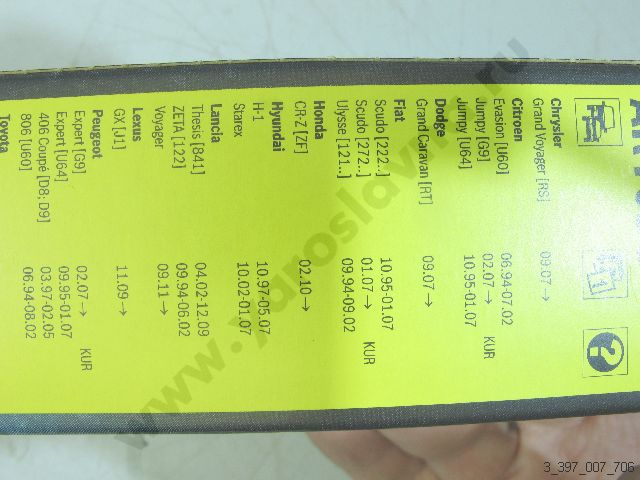 Chrysler
Grand Voyager [RS] 09.07→
Citroen
Evasion [U60] 06.94-07.02
Jumpy [G9] 02.07→ KUR
Jumpy [U64] 10.95-01.07
Dodge
Grand Caravan [RT] 09.07→
Fiat
Scudo [222..] 10.95-01.07
Scudo [272..] 01.07→ KUR
Ulysse [121..] 09.94-09.02
Honda
CR-Z [ZF] 02.10→
Hyundai
H-1 10.97-05.07
Starex 10.02-01.07
Lancia
Thesis [841] 04.02-12.09
ZETA [122] 09.94-06.02
Voyager 09.11→
Lexus
GX [J1] 11.09→
Peugeot
Expert [G9] 02.07→ KUR
Expert [U64] 09.95-01.07
406 Coupé [D8; D9] 03.97-02.05
806 [U60] 06.94-08.02
Toyota
3_397_007_706